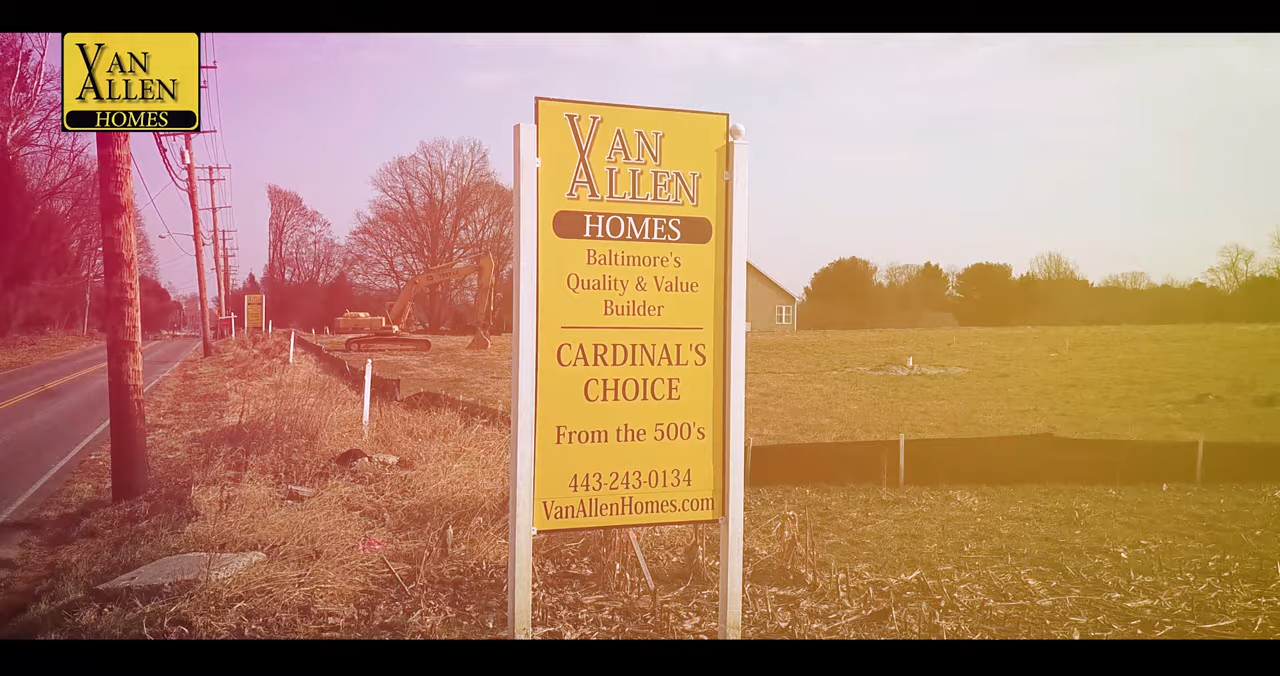 VAN
ALLEN
HOMES
VAN
ALLEN
HOMES
Baltimore's
Quality & Value
Builder
CARDINAL'S
CHOICE
From the 500's
443-243-0134
VanAllenHomes.com